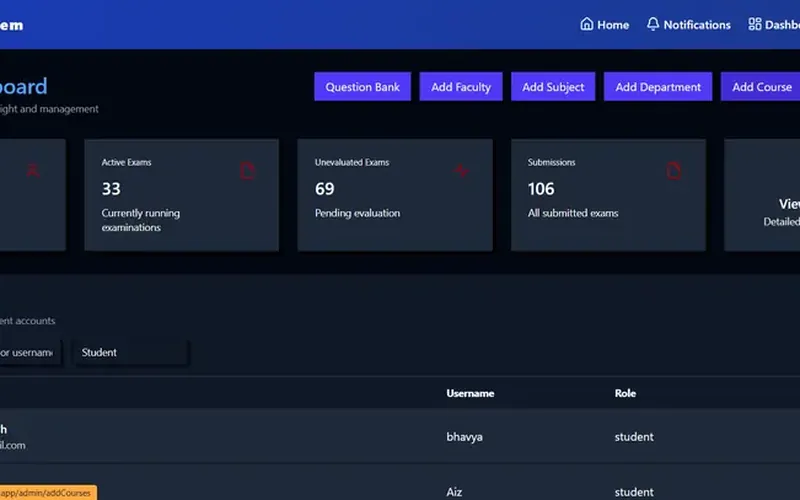 em
Home Notifications Dashbo
board
ight and management
Question Bank Add Faculty Add Subject Add Department Add Course
Active Exams
33
Currently running
examinations
Unevaluated Exams
69
Pending evaluation
Submissions
106
All submitted exams
View
Detailed
ent accounts
or usernam Student
Username Role
h
il.com
bhavya student
app/admin/addCourses
Aiz student